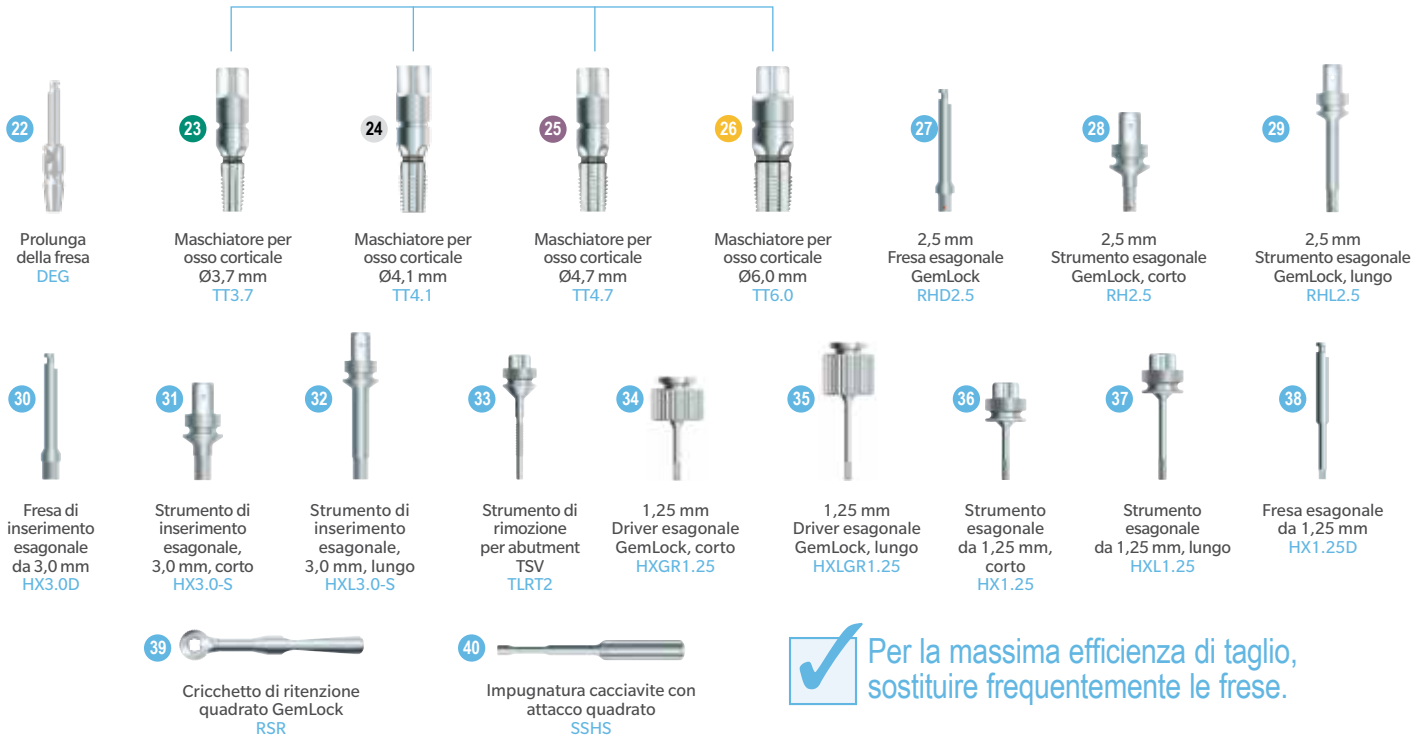 22
Prolunga
della fresa
DEG
23
Maschiatore per
osso corticale
Ø3,7 mm
TT3.7
24
Maschiatore per
osso corticale
Ø4,1 mm
TT4.1
25
Maschiatore per
osso corticale
Ø4,7 mm
TT4.7
26
Maschiatore per
osso corticale
Ø6,0 mm
TT6.0
27
2,5 mm
Fresa esagonale
GemLock
RHD2.5
28
2,5 mm
Strumento esagonale
GemLock, corto
RH2.5
29
2,5 mm
Strumento esagonale
GemLock, lungo
RHL2.5
30
Fresa di
inserimento
esagonale
da 3,0 mm
HX3.0D
31
Strumento di
inserimento
esagonale,
3,0 mm, corto
HX3.0-S
32
Strumento di
inserimento
esagonale,
3,0 mm, lungo
HXL3.0-S
33
Strumento di
rimozione
per abutment
TSV
TLRT2
34
1,25 mm
Driver esagonale
GemLock, corto
HXGR1.25
35
1,25 mm
Driver esagonale
GemLock, lungo
HXLGR1.25
36
Strumento
esagonale
da 1,25 mm,
corto
HX1.25
37
Strumento
esagonale
da 1,25 mm, lungo
HXL1.25
38
Fresa esagonale
da 1,25 mm
HX1.25D
39
Cricchetto di ritenzione
quadrato GemLock
RSR
40
Impugnatura cacciavite con
attacco quadrato
SSHS
Per la massima efficienza di taglio,
sostituire frequentemente le frese.